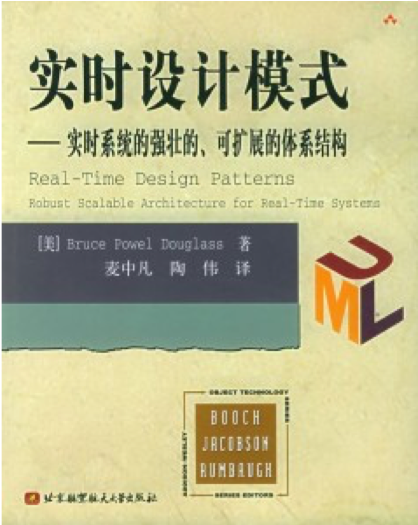 实时设计模式
——实时系统的强壮的、可扩展的体系结构
Real-Time Design Patterns
Robust Scalable Architecture for Real-Time Systems
[美] Bruce Powel Douglass 著
麦中凡 陶 伟 译
UML
OBJECT TECHNOLOGY
SERIES
BOOCH
JACOBSON
RUMBAUGH
ADDISON-WESLEY
SERIES EDITORS
北京航空航天大学出版社